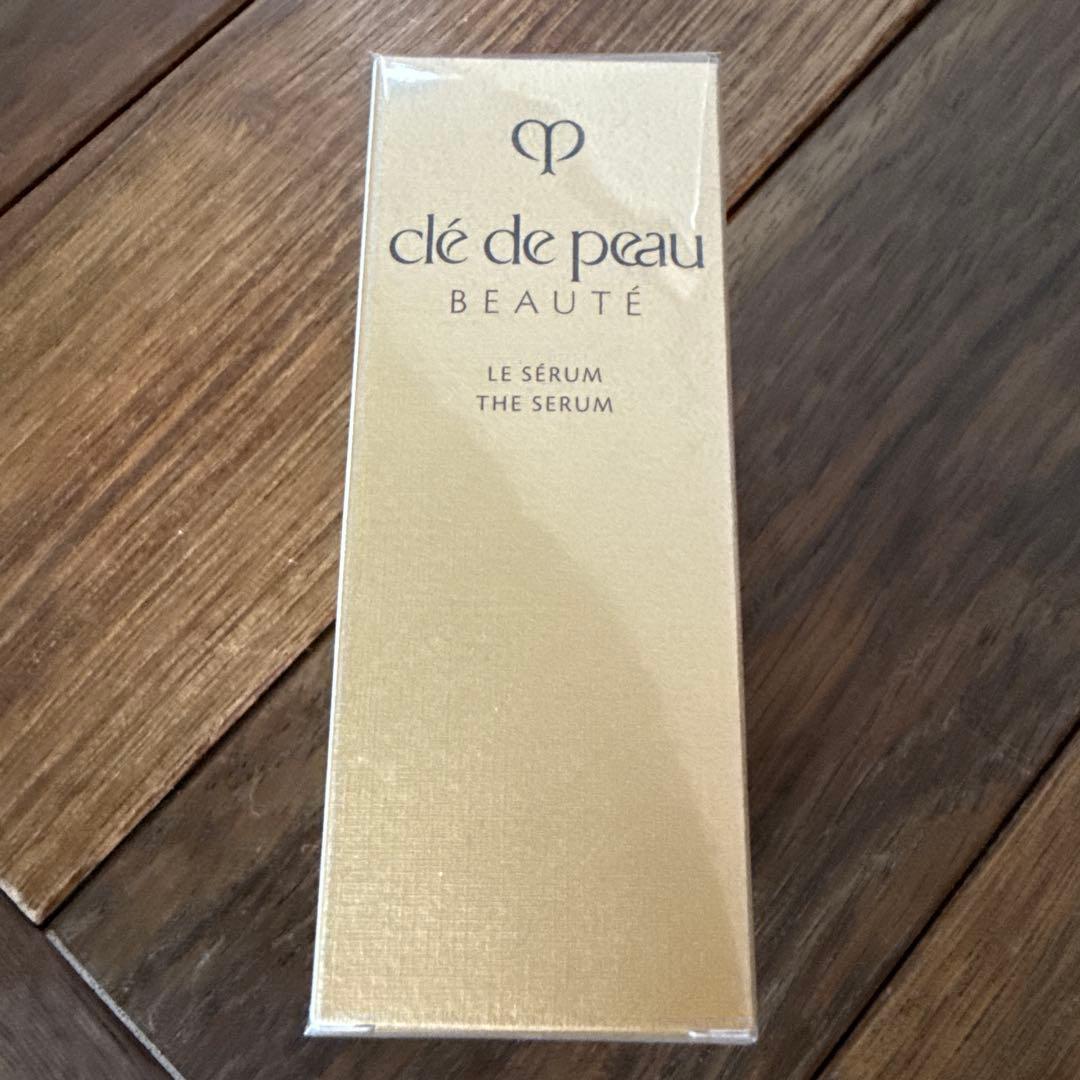 clé de peau
BEAUTÉ
LE SÉRUM
THE SERUM